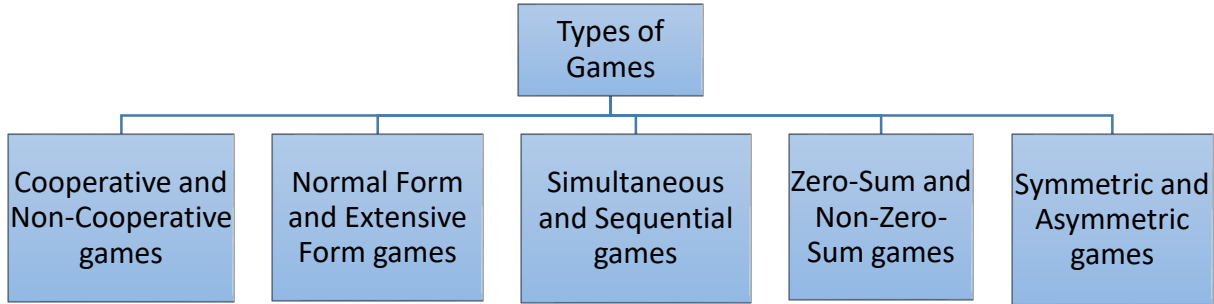 Types of
Games
Cooperative and
Non-Cooperative
games
Normal Form
and Extensive
Form games
Simultaneous
and Sequential
games
Zero-Sum and
Non-Zero-
Sum games
Symmetric and
Asymmetric
games